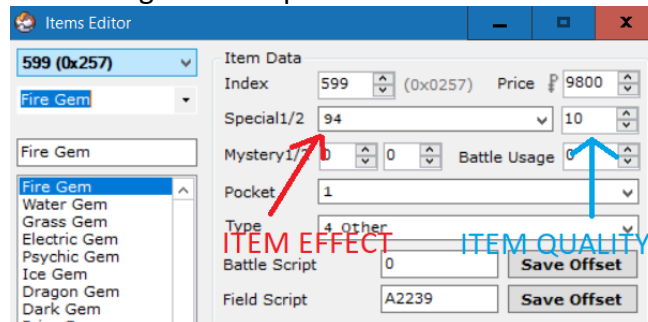 Items Editor
599 (0x257)
Fire Gem
Fire Gem
Fire Gem
Water Gem
Grass Gem
Electric Gem
Psychic Gem
Ice Gem
Dragon Gem
Dark Gem
Item Data
Index 599 (0x0257) Price ₽ 9800
Special1/2 94 10
Mystery1/2 0 0 Battle Usage 0
Pocket 1
Type 4 Other
ITEM EFFECT ITEM QUALITY
Battle Script 0 Save Offset
Field Script A2239 Save Offset